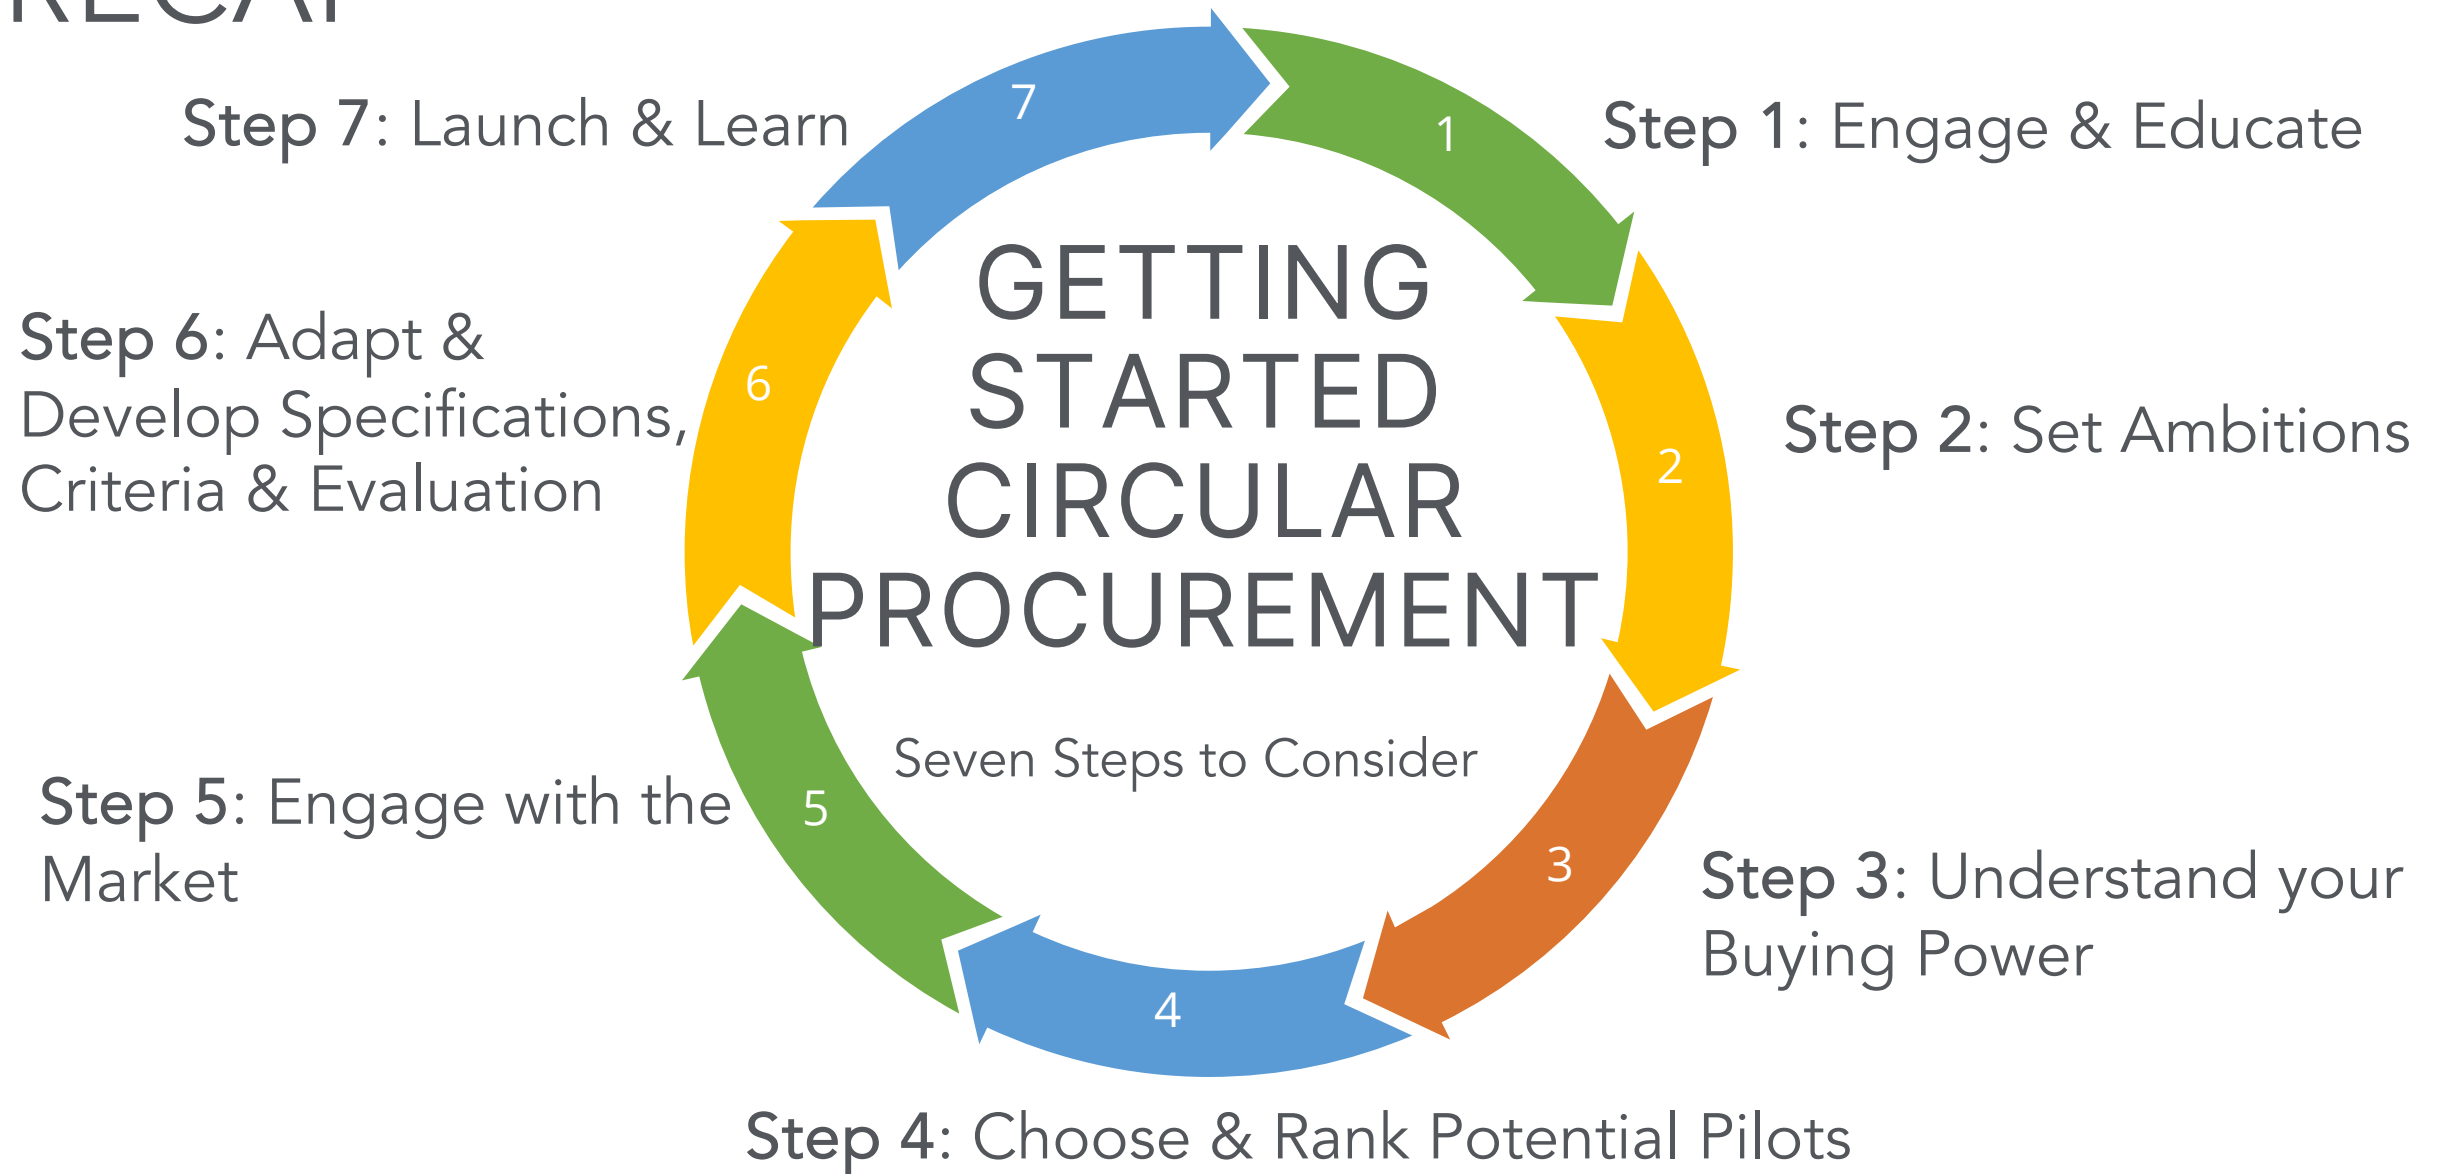 RECAP
GETTING
STARTED
CIRCULAR
PROCUREMENT
Seven Steps to Consider
1
Step 1: Engage & Educate
2
Step 2: Set Ambitions
3
Step 3: Understand your
Buying Power
4
Step 4: Choose & Rank Potential Pilots
5
Step 5: Engage with the
Market
6
Step 6: Adapt &
Develop Specifications,
Criteria & Evaluation
7
Step 7: Launch & Learn